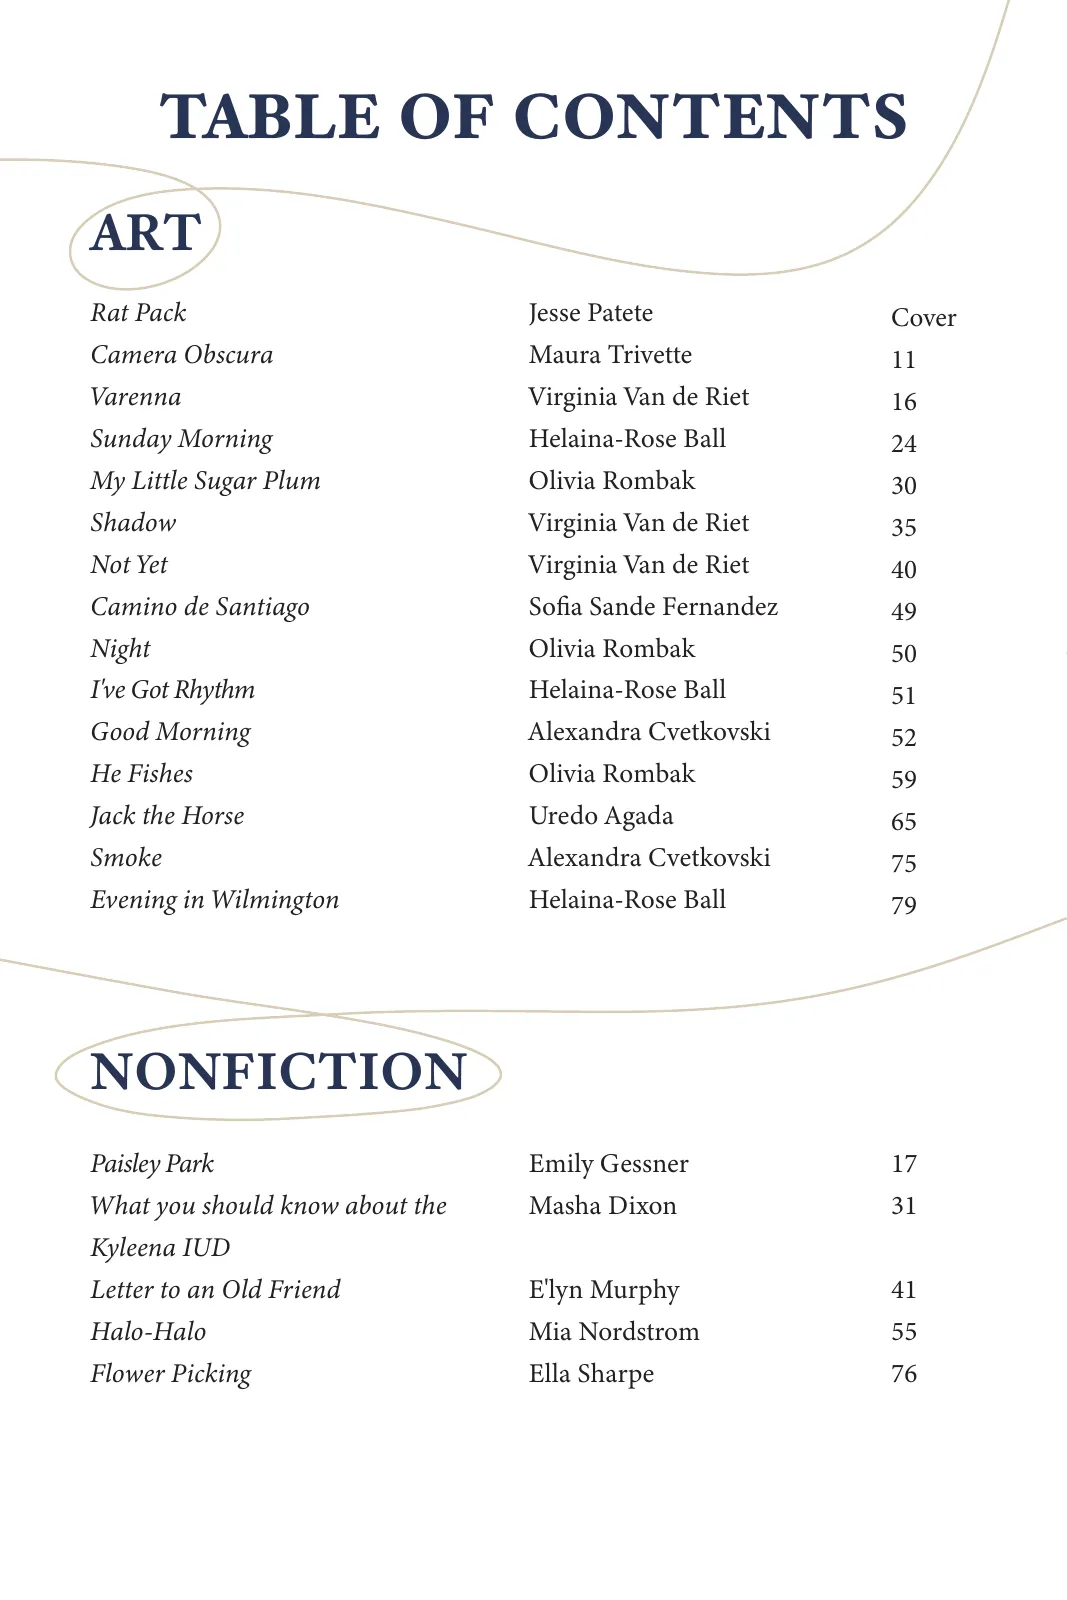 TABLE OF CONTENTS
ART
Rat Pack Jesse Patete Cover
Camera Obscura Maura Trivette 11
Varenna Virginia Van de Riet 16
Sunday Morning Helaina-Rose Ball 24
My Little Sugar Plum Olivia Rombak 30
Shadow Virginia Van de Riet 35
Not Yet Virginia Van de Riet 40
Camino de Santiago Sofia Sande Fernandez 49
Night Olivia Rombak 50
I've Got Rhythm Helaina-Rose Ball 51
Good Morning Alexandra Cvetkovski 52
He Fishes Olivia Rombak 59
Jack the Horse Uredo Agada 65
Smoke Alexandra Cvetkovski 75
Evening in Wilmington Helaina-Rose Ball 79
NONFICTION
Paisley Park Emily Gessner 17
What you should know about the Masha Dixon 31
Kyleena IUD
Letter to an Old Friend E'lyn Murphy 41
Halo-Halo Mia Nordstrom 55
Flower Picking Ella Sharpe 76